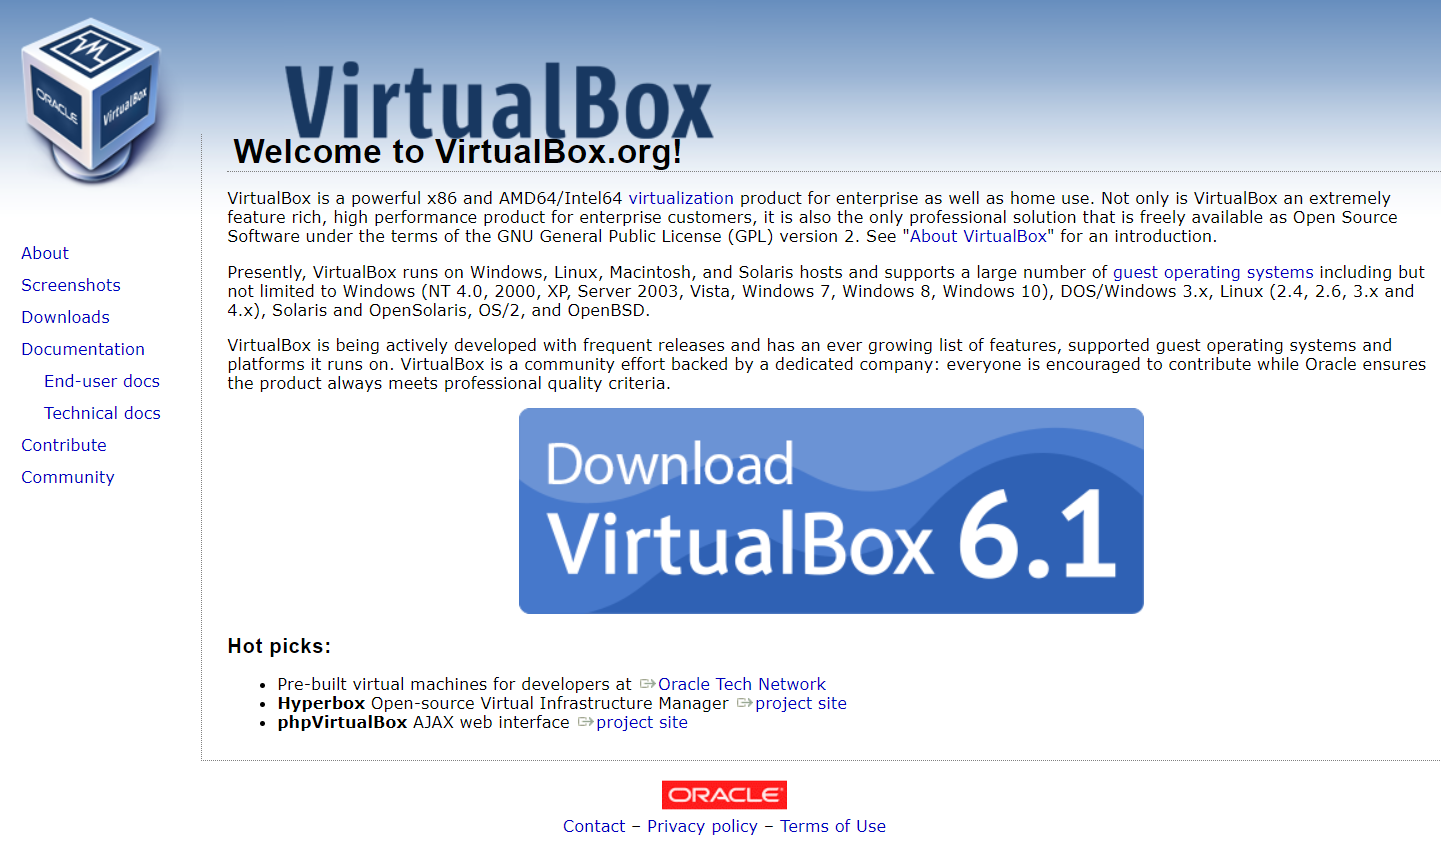 ORACLE
VirtualBox
VirtualBox
Welcome to VirtualBox.org!
VirtualBox is a powerful x86 and AMD64/Intel64 virtualization product for enterprise as well as home use. Not only is VirtualBox an extremely
feature rich, high performance product for enterprise customers, it is also the only professional solution that is freely available as Open Source
Software under the terms of the GNU General Public License (GPL) version 2. See "About VirtualBox" for an introduction.
Presently, VirtualBox runs on Windows, Linux, Macintosh, and Solaris hosts and supports a large number of guest operating systems including but
not limited to Windows (NT 4.0, 2000, XP, Server 2003, Vista, Windows 7, Windows 8, Windows 10), DOS/Windows 3.x, Linux (2.4, 2.6, 3.x and
4.x), Solaris and OpenSolaris, OS/2, and OpenBSD.
VirtualBox is being actively developed with frequent releases and has an ever growing list of features, supported guest operating systems and
platforms it runs on. VirtualBox is a community effort backed by a dedicated company: everyone is encouraged to contribute while Oracle ensures
the product always meets professional quality criteria.
About
Screenshots
Downloads
Documentation
End-user docs
Technical docs
Contribute
Community
Download
VirtualBox 6.1
Hot picks:
Pre-built virtual machines for developers at Oracle Tech Network
Hyperbox Open-source Virtual Infrastructure Manager project site
phpVirtualBox AJAX web interface project site
ORACLE
Contact – Privacy policy – Terms of Use